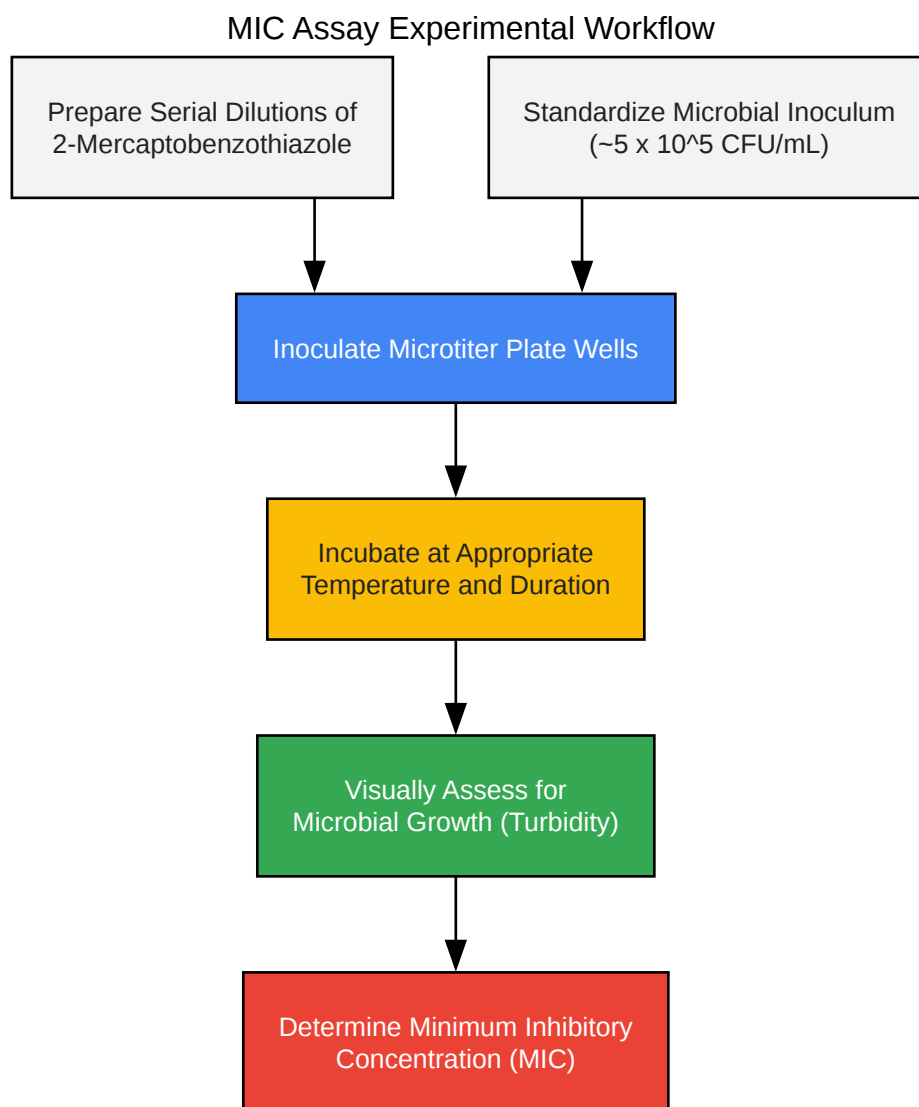 MIC Assay Experimental Workflow
Prepare Serial Dilutions of
2-Mercaptobenzothiazole
Standardize Microbial Inoculum
(~5 x 10^5 CFU/mL)
Inoculate Microtiter Plate Wells
Incubate at Appropriate
Temperature and Duration
Visually Assess for
Microbial Growth (Turbidity)
Determine Minimum Inhibitory
Concentration (MIC)